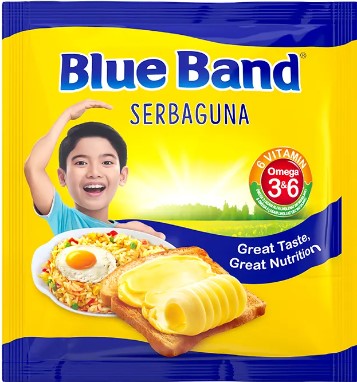 Blue Band®
SERBAGUNA
6 VITAMIN
Omega
3&6
Great Taste,
Great Nutrition